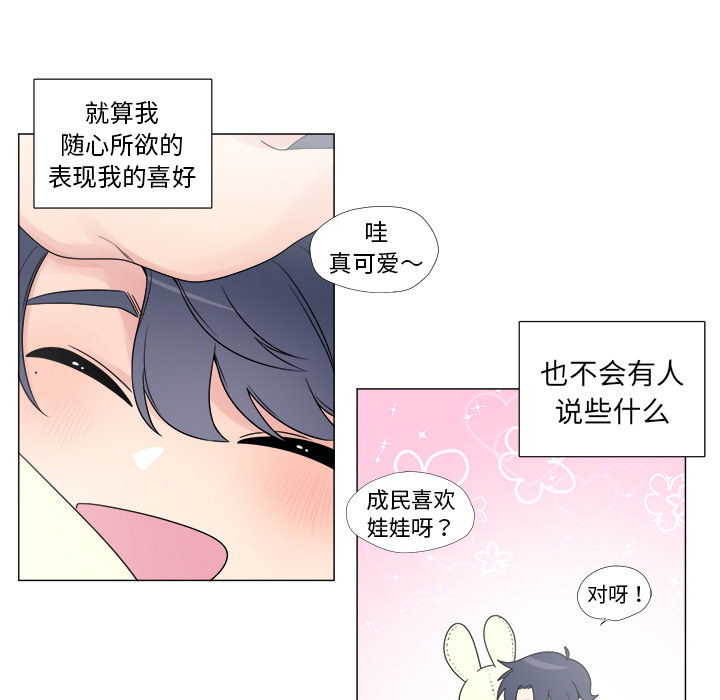 就算我
随心所欲的
表现我的喜好
哇
真可爱～
也不会有人
说些什么
成民喜欢
娃娃呀？
对呀！